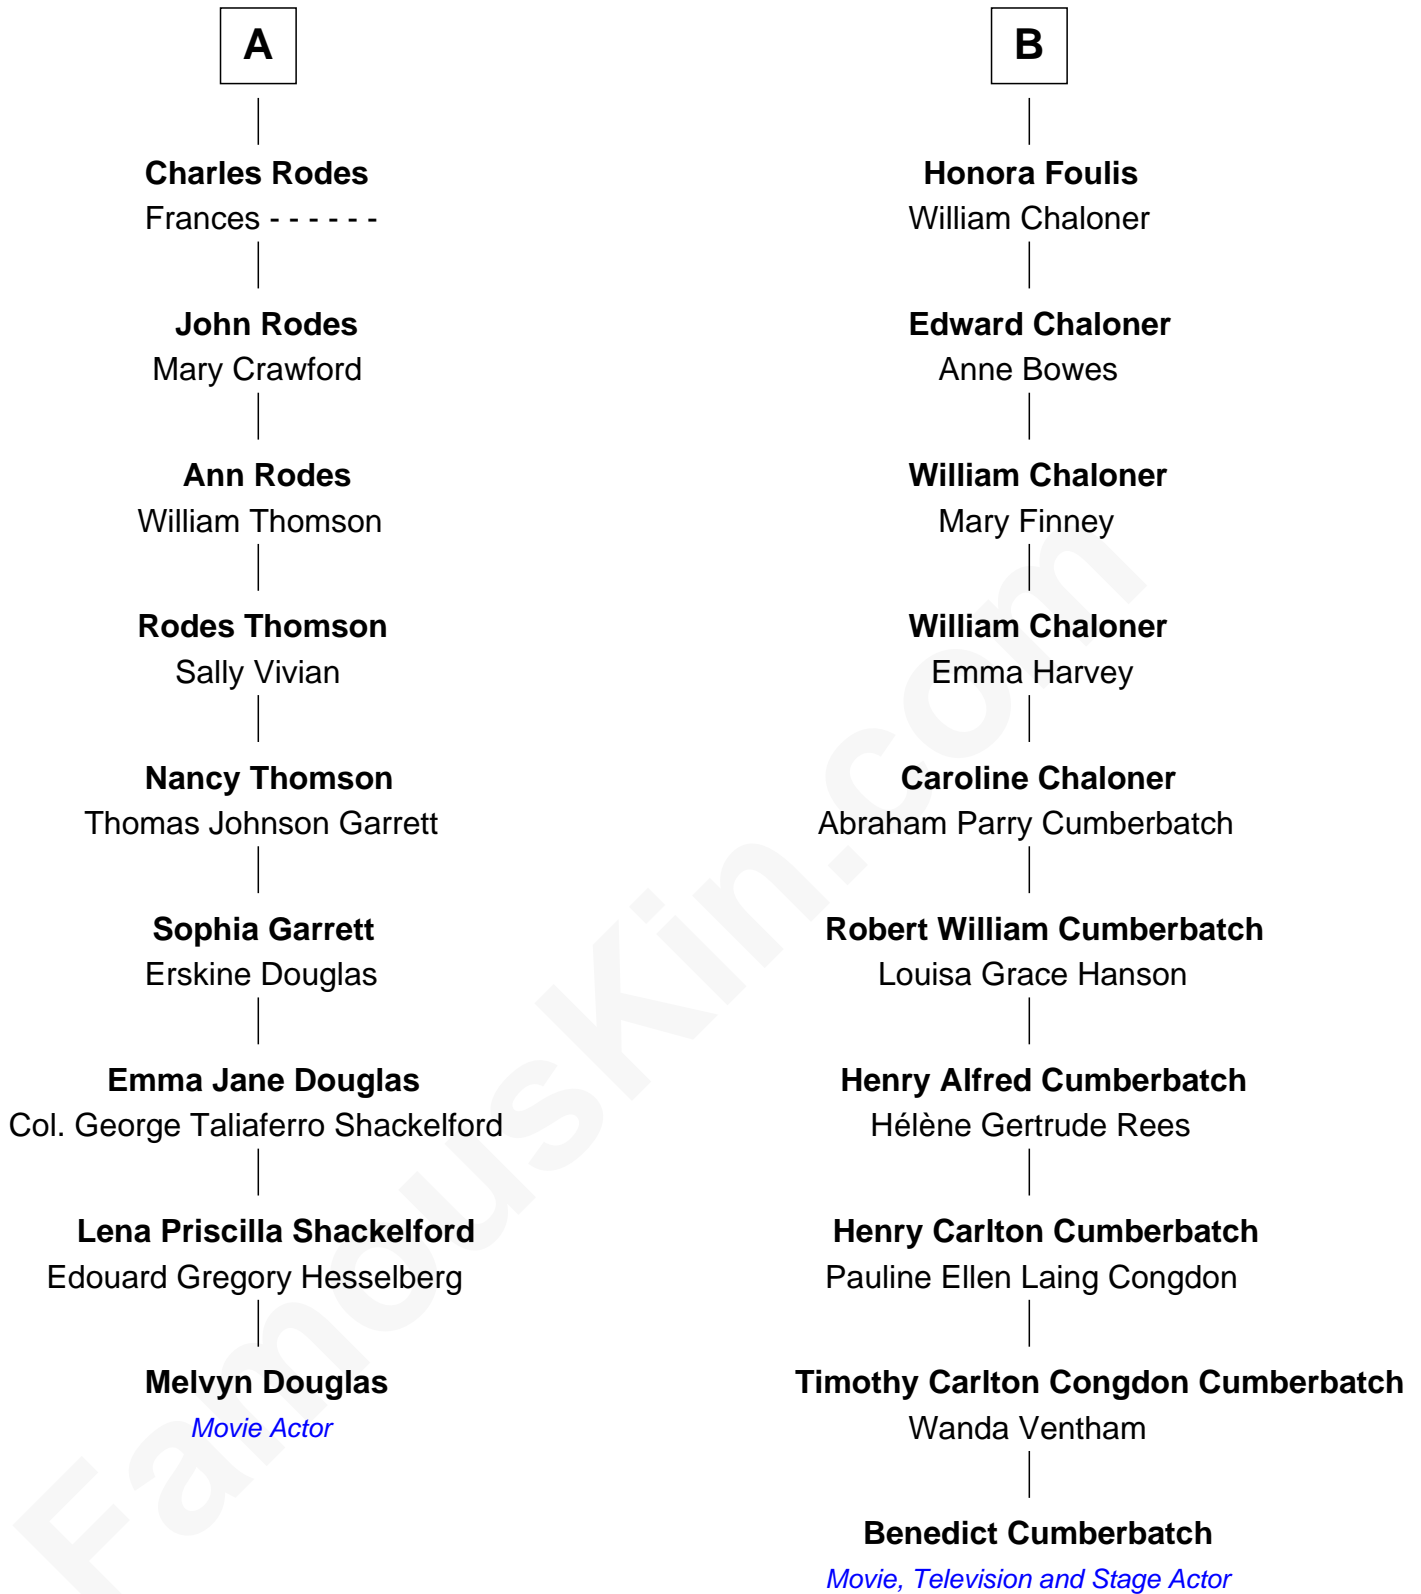 A
Charles Rodes
Frances - - - - - -
John Rodes
Mary Crawford
Ann Rodes
William Thomson
Rodes Thomson
Sally Vivian
Nancy Thomson
Thomas Johnson Garrett
Sophia Garrett
Erskine Douglas
Emma Jane Douglas
Col. George Taliaferro Shackelford
Lena Priscilla Shackelford
Edouard Gregory Hesselberg
Melvyn Douglas
Movie Actor
B
Honora Foulis
William Chaloner
Edward Chaloner
Anne Bowes
William Chaloner
Mary Finney
William Chaloner
Emma Harvey
Caroline Chaloner
Abraham Parry Cumberbatch
Robert William Cumberbatch
Louisa Grace Hanson
Henry Alfred Cumberbatch
Hélène Gertrude Rees
Henry Carlton Cumberbatch
Pauline Ellen Laing Congdon
Timothy Carlton Congdon Cumberbatch
Wanda Ventham
Benedict Cumberbatch
Movie, Television and Stage Actor
FamousKin.com